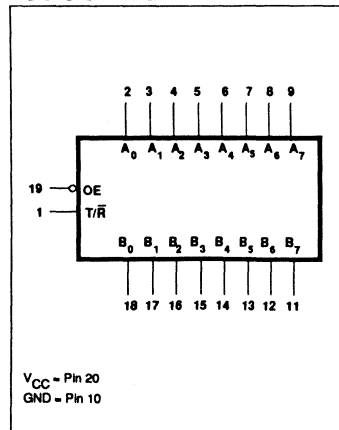 2 3 4 5 6 7 8 9
A0 A1 A2 A3 A4 A5 A6 A7
19 OE
1 T/R̅
B0 B1 B2 B3 B4 B5 B6 B7
18 17 16 15 14 13 12 11
VCC = Pin 20
GND = Pin 10